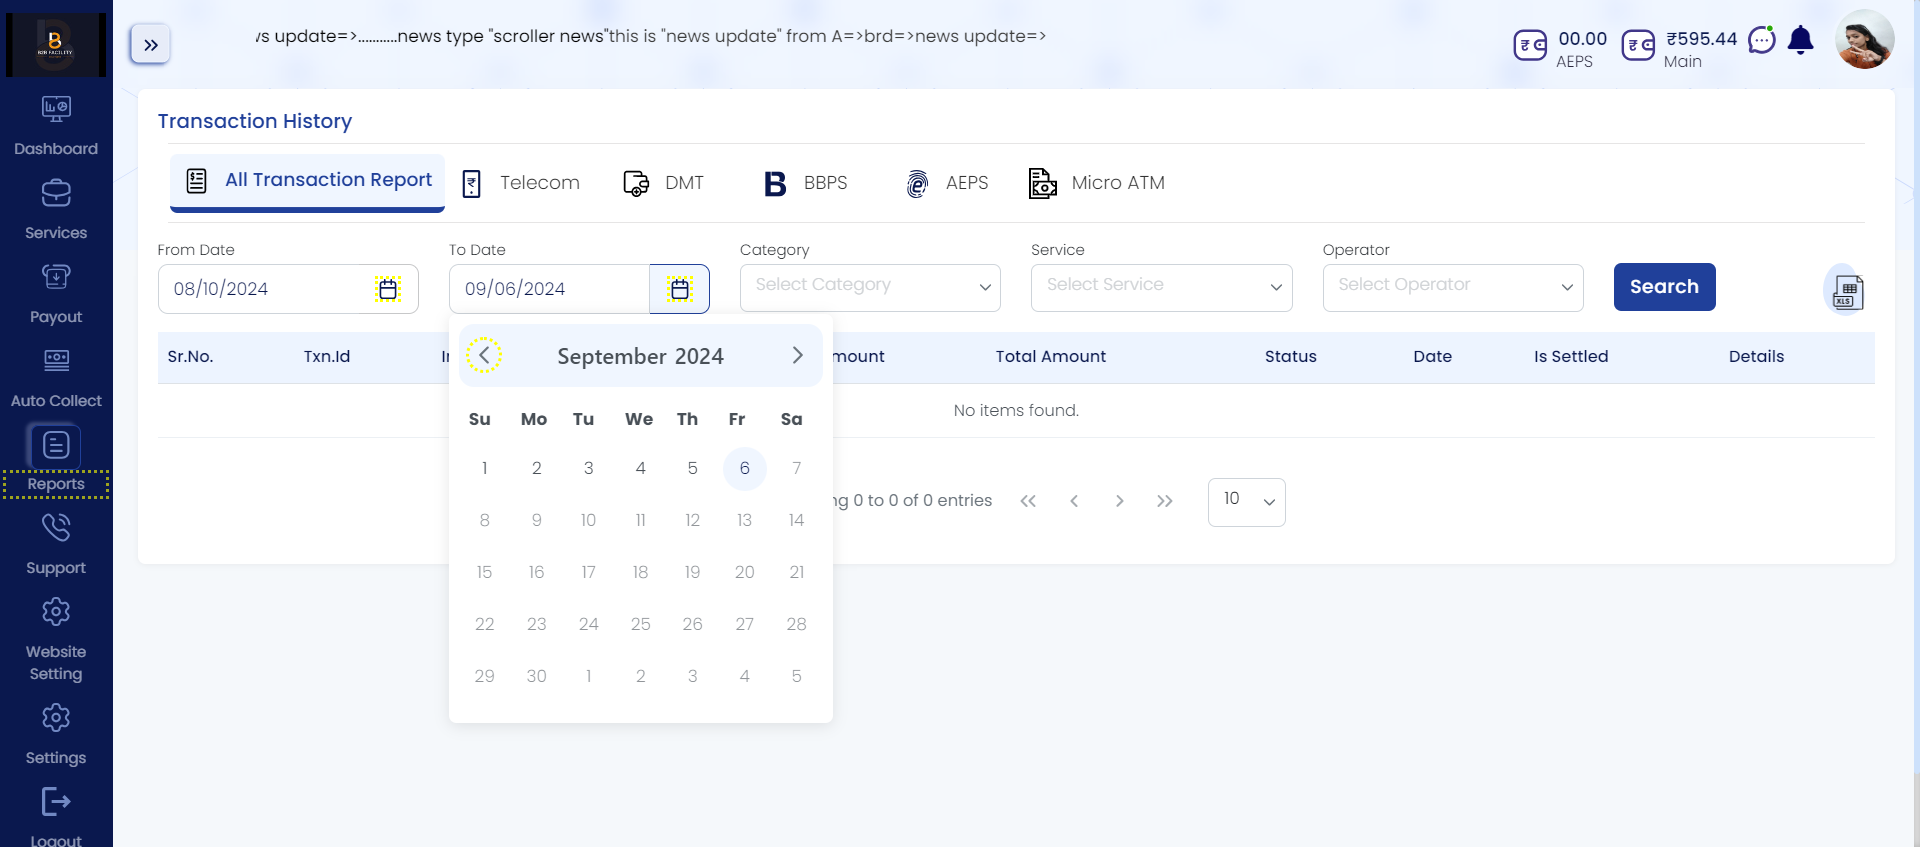 B2B FACILITY
ws update=>...........news type "scroller news"this is "news update" from A=>brd=>news update=>
00.00
AEPS
₹595.44
Main
Dashboard
Services
Payout
Auto Collect
Reports
Support
Website
Setting
Settings
Logout
Transaction History
All Transaction Report
Telecom
DMT
BBPS
AEPS
Micro ATM
From Date
To Date
Category
Service
Operator
08/10/2024
09/06/2024
Select Category
Select Service
Select Operator
Search
XLS
Sr.No.
Txn.Id
mount
Total Amount
Status
Date
Is Settled
Details
No items found.
ng 0 to 0 of 0 entries
10
September 2024
Su Mo Tu We Th Fr Sa
1 2 3 4 5 6 7
8 9 10 11 12 13 14
15 16 17 18 19 20 21
22 23 24 25 26 27 28
29 30 1 2 3 4 5